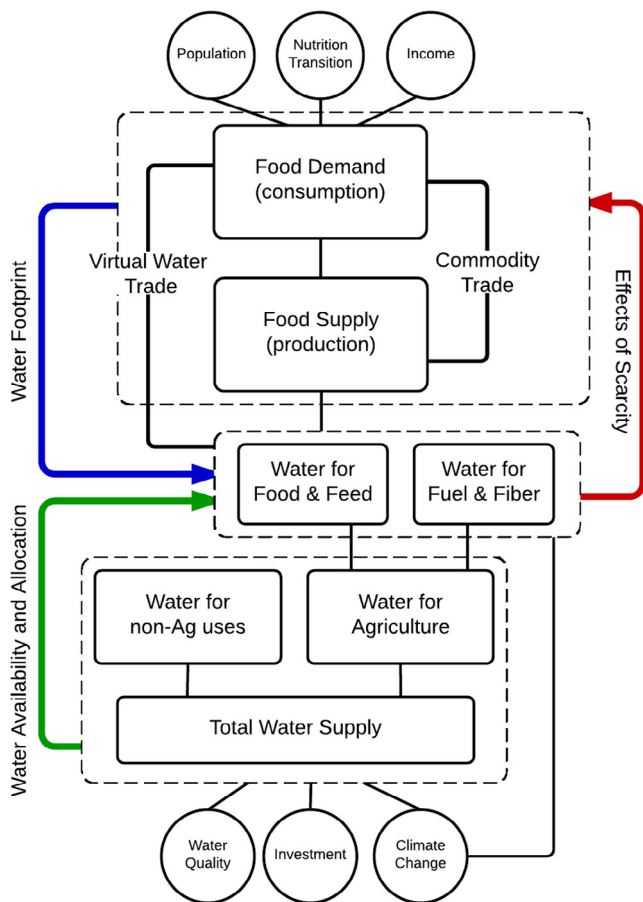 Population
Nutrition
Transition
Income
Food Demand
(consumption)
Virtual Water
Trade
Commodity
Trade
Food Supply
(production)
Water Footprint
Effects of Scarcity
Water for
Food & Feed
Water for
Fuel & Fiber
Water Availability and Allocation
Water for
non-Ag uses
Water for
Agriculture
Total Water Supply
Water
Quality
Investment
Climate
Change